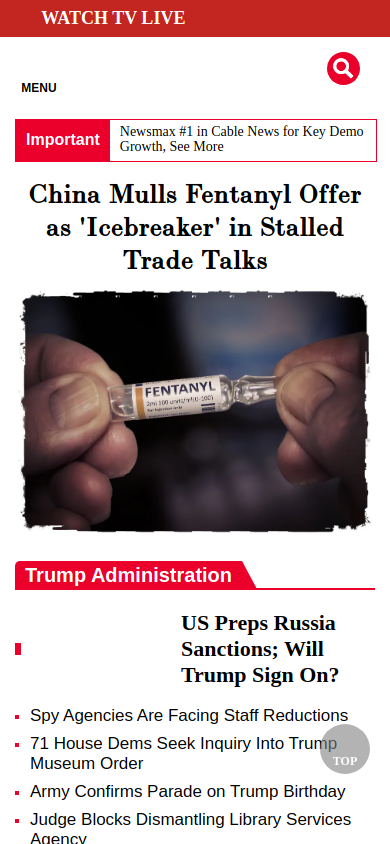 WATCH TV LIVE
MENU
Important
Newsmax #1 in Cable News for Key Demo
Growth, See More
China Mulls Fentanyl Offer
as 'Icebreaker' in Stalled
Trade Talks
FENTANYL
Trump Administration
US Preps Russia
Sanctions; Will
Trump Sign On?
Spy Agencies Are Facing Staff Reductions
71 House Dems Seek Inquiry Into Trump
Museum Order
TOP
Army Confirms Parade on Trump Birthday
Judge Blocks Dismantling Library Services
Agency